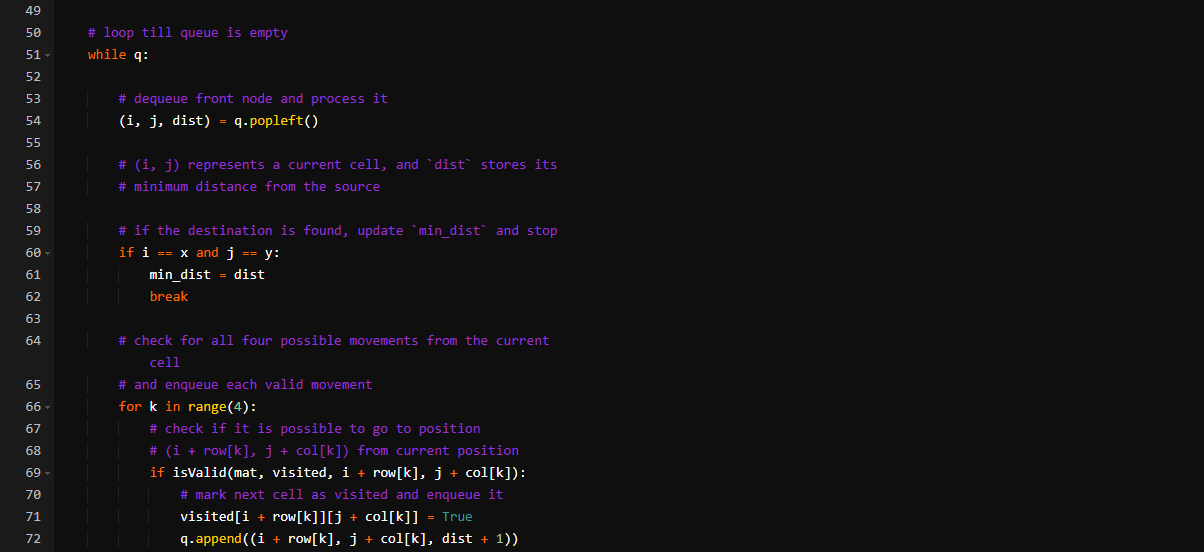 49
50 # loop till queue is empty
51 while q:
52
53 # dequeue front node and process it
54 (i, j, dist) = q.popleft()
55
56 # (i, j) represents a current cell, and `dist` stores its
57 # minimum distance from the source
58
59 # if the destination is found, update `min_dist` and stop
60 if i == x and j == y:
61 min_dist = dist
62 break
63
64 # check for all four possible movements from the current
cell
65 # and enqueue each valid movement
66 for k in range(4):
67 # check if it is possible to go to position
68 # (i + row[k], j + col[k]) from current position
69 if isValid(mat, visited, i + row[k], j + col[k]):
70 # mark next cell as visited and enqueue it
71 visited[i + row[k]][j + col[k]] = True
72 q.append((i + row[k], j + col[k], dist + 1))